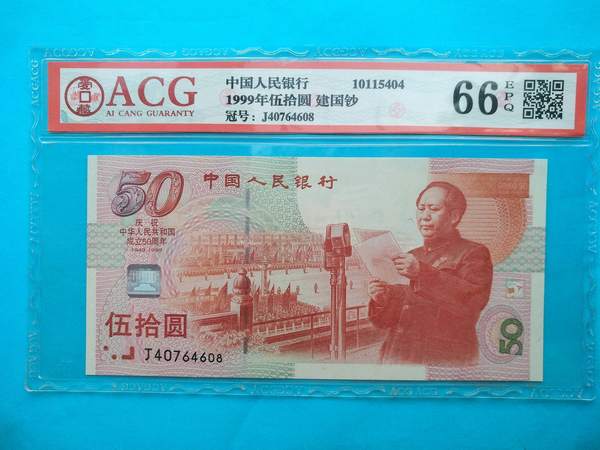 ACG
AI CANG GUARANTY
中国人民银行 10115404
1999年伍拾圆 建国钞
冠号: J40764608
66 EPQ
50
中国人民银行
庆祝
中华人民共和国
成立50周年
1949-1999
伍拾圆
J40764608
50